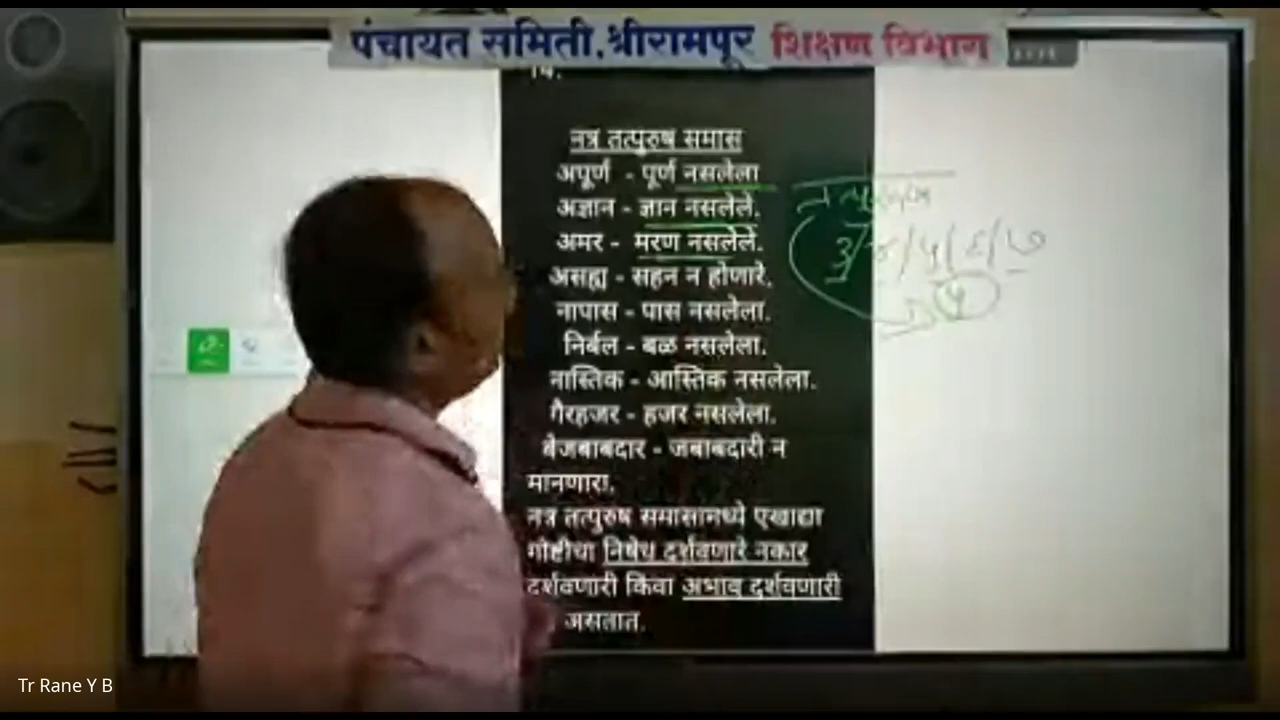 पंचायत समिती.श्रीरामपूर शिक्षण विभाग
नत्र तत्पुरुष समास
अपूर्ण - पूर्ण नसलेला
अज्ञान - ज्ञान नसलेले.
अमर - मरण नसलेले.
असह्य - सहन न होणारे.
नापास - पास नसलेला.
निर्बल - बळ नसलेला.
नास्तिक - आस्तिक नसलेला.
गैरहजर - हजर नसलेला.
बेजबाबदार - जबाबदारी न
मानणारा.
नत्र तत्पुरुष समासामध्ये एखाद्या
गोष्टीचा निषेध दर्शवणारे नकार
दर्शवणारी किंवा अभाव दर्शवणारी
असतात.
Tr Rane Y B